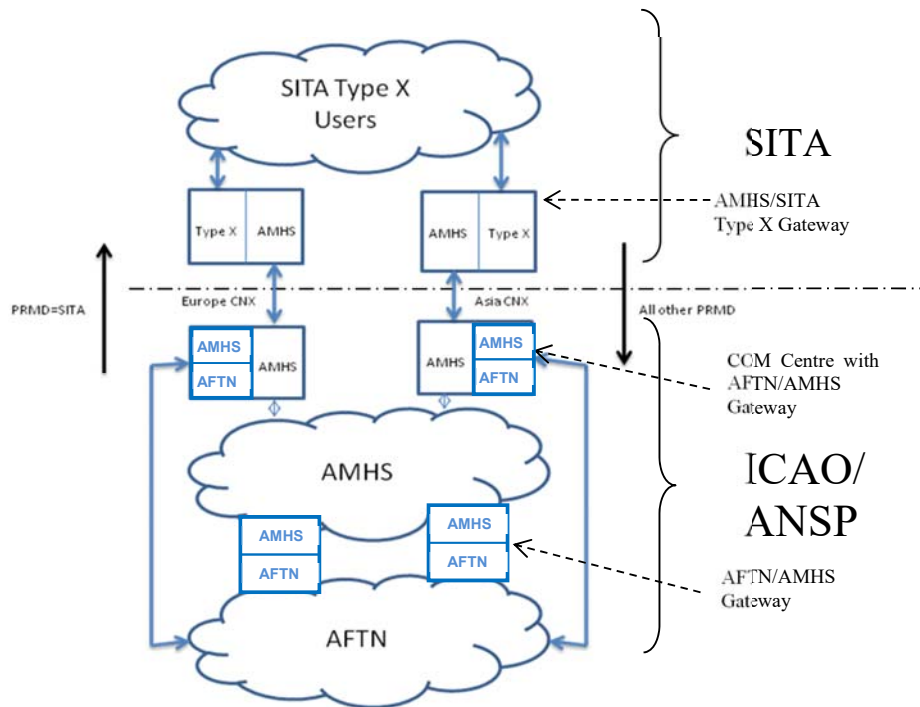 SITA Type X
Users
SITA
Type X
AMHS
AMHS
Type X
AMHS/SITA
Type X Gateway
Europe CNX
Asia CNX
PRMD=SITA
All other PRMD
AMHS
AFTN
AMHS
AMHS
AMHS
AFTN
COM Centre with
AFTN/AMHS
Gateway
AMHS
ICAO/
ANSP
AMHS
AFTN
AMHS
AFTN
AFTN/AMHS
Gateway
AFTN